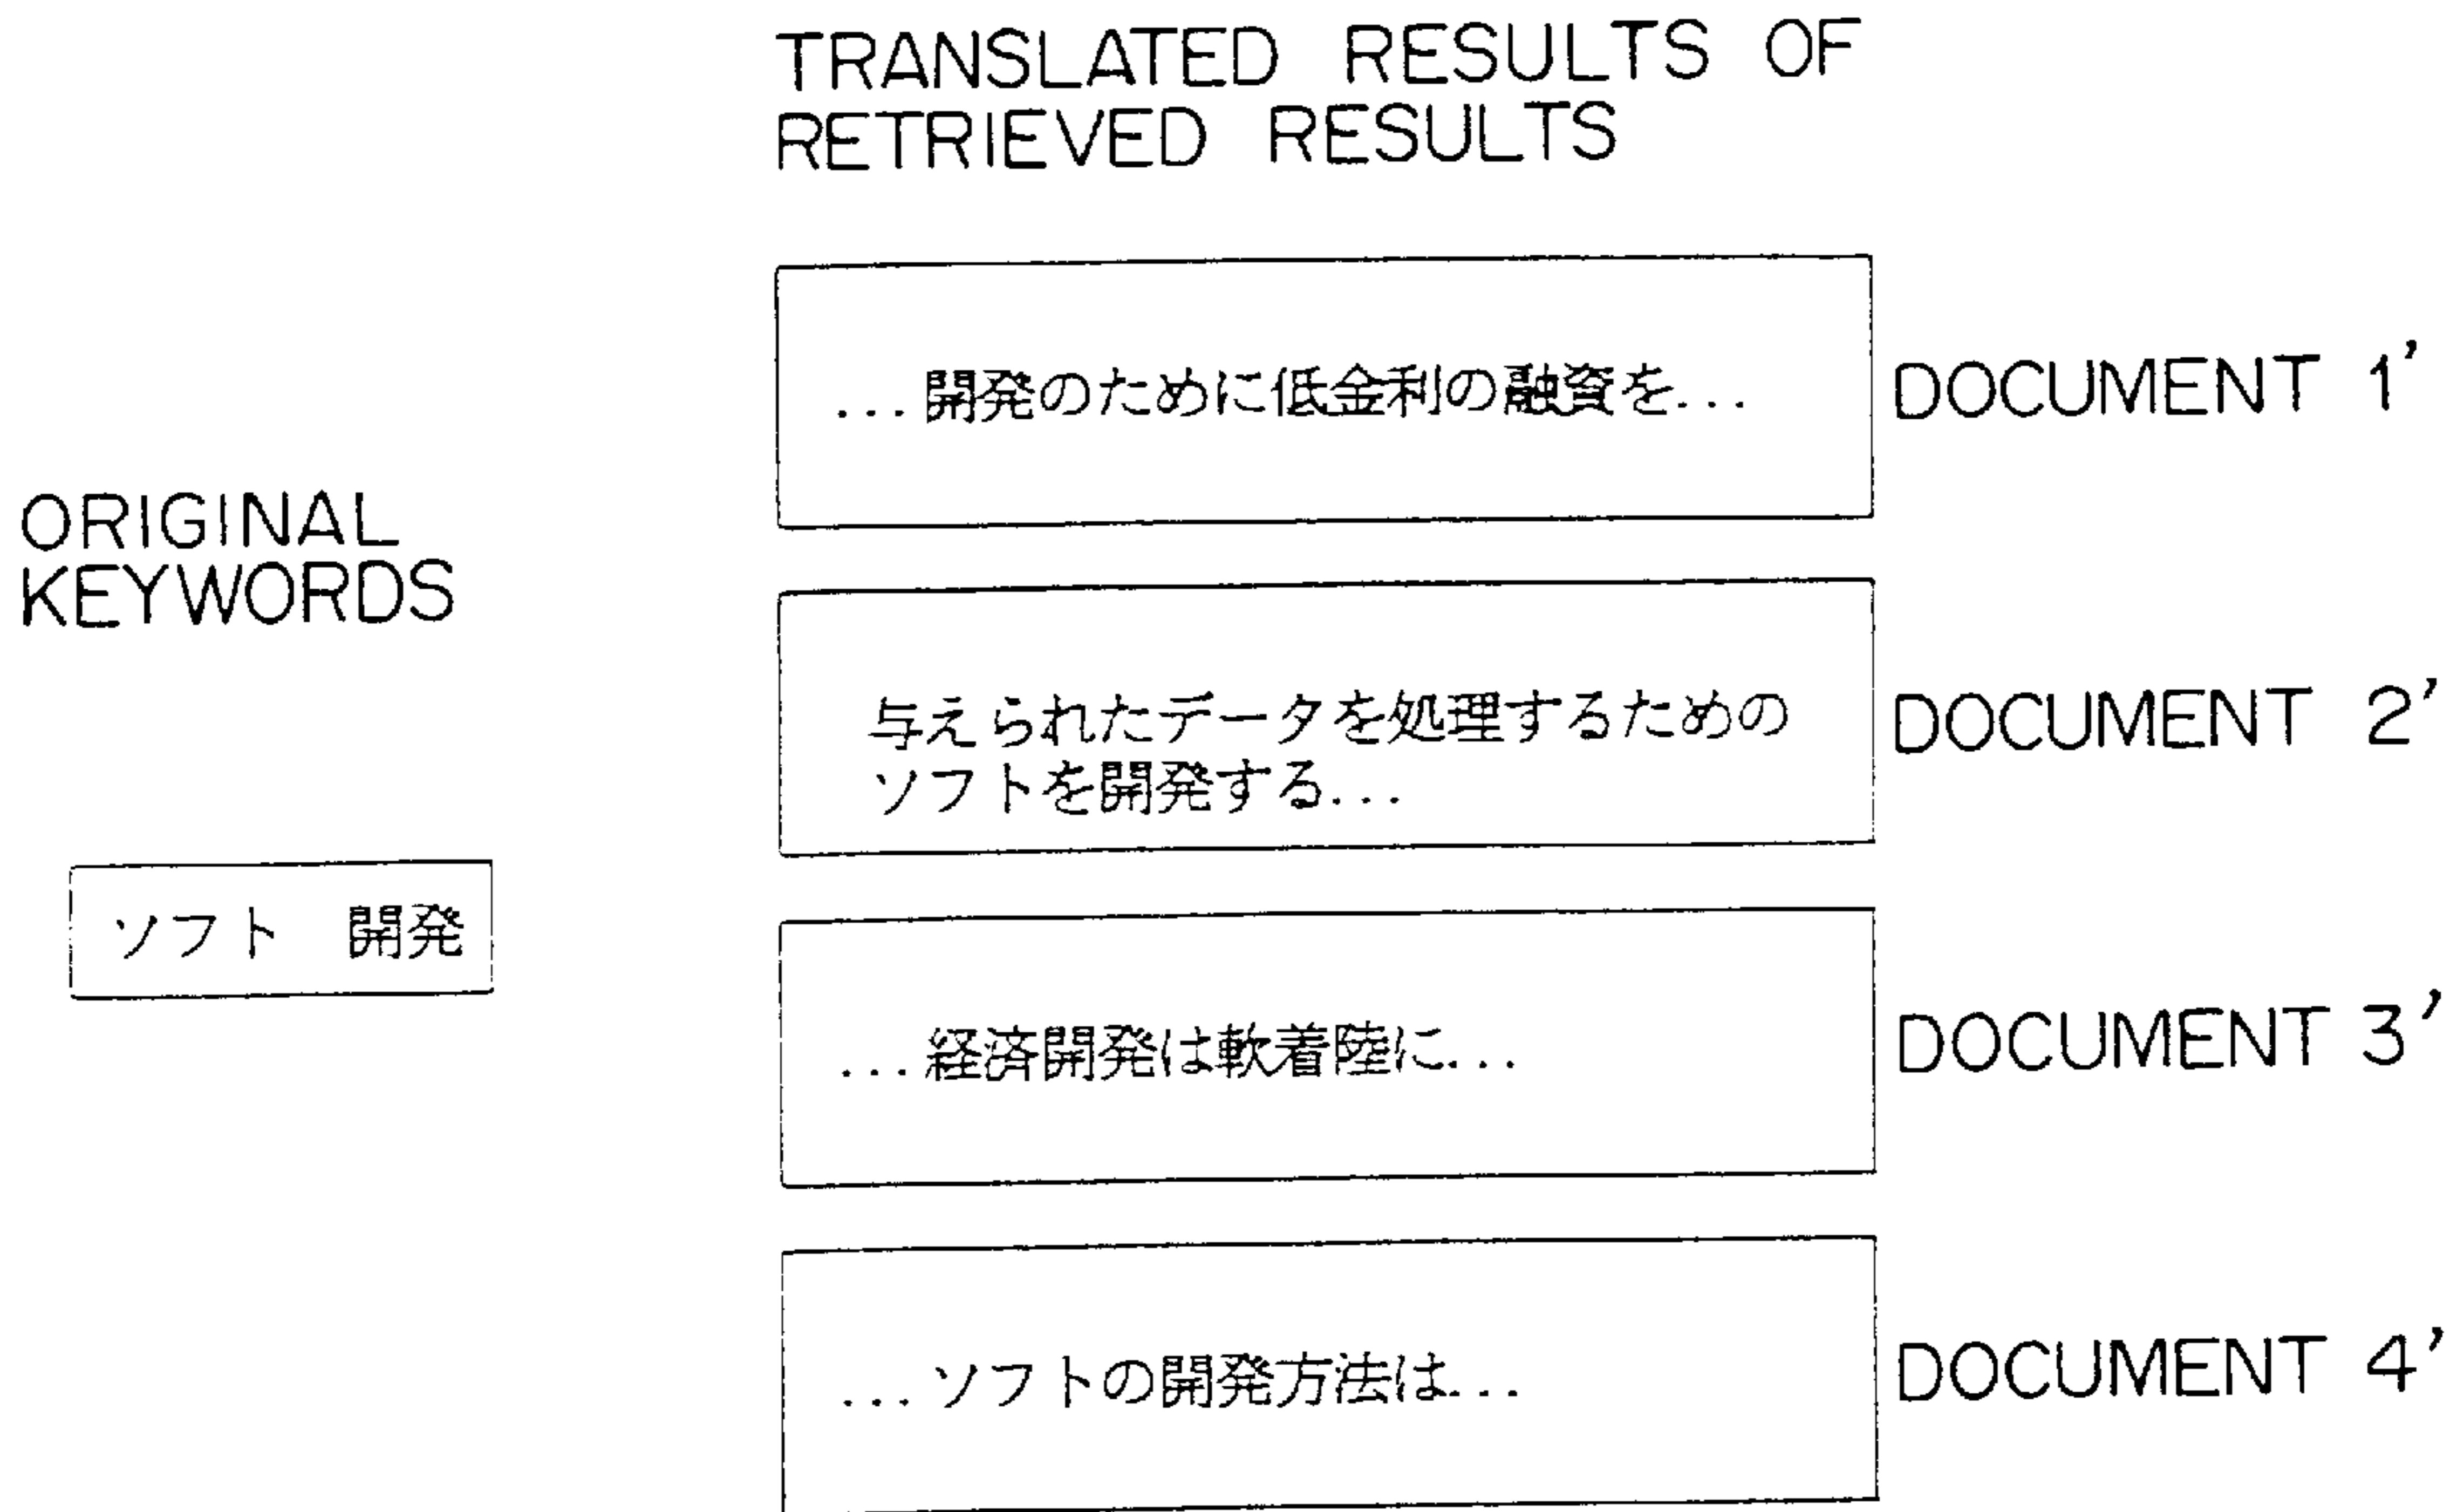 TRANSLATED RESULTS OF
RETRIEVED RESULTS
...開発のために低金利の融資を...
DOCUMENT 1'
ORIGINAL
KEYWORDS
与えられたデータを処理するための
ソフトを開発する...
DOCUMENT 2'
ソフト 開発
...経済開発は軟着陸に...
DOCUMENT 3'
...ソフトの開発方法は...
DOCUMENT 4'